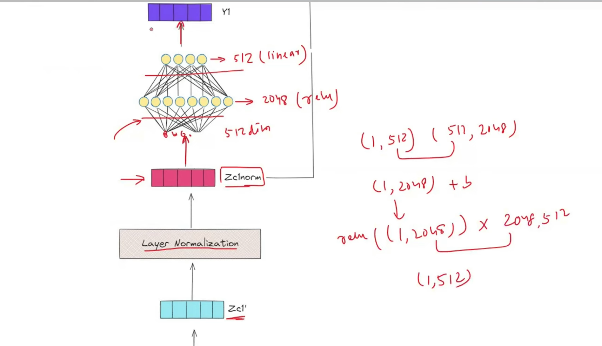 Y1
512 (linear)
2048 (relu)
512 dim
Zc1norm
Layer Normalization
Zc1'
(1, 512) (512, 2048)
(1, 2048) + b
relu((1, 2048)) x 2048, 512
(1, 512)